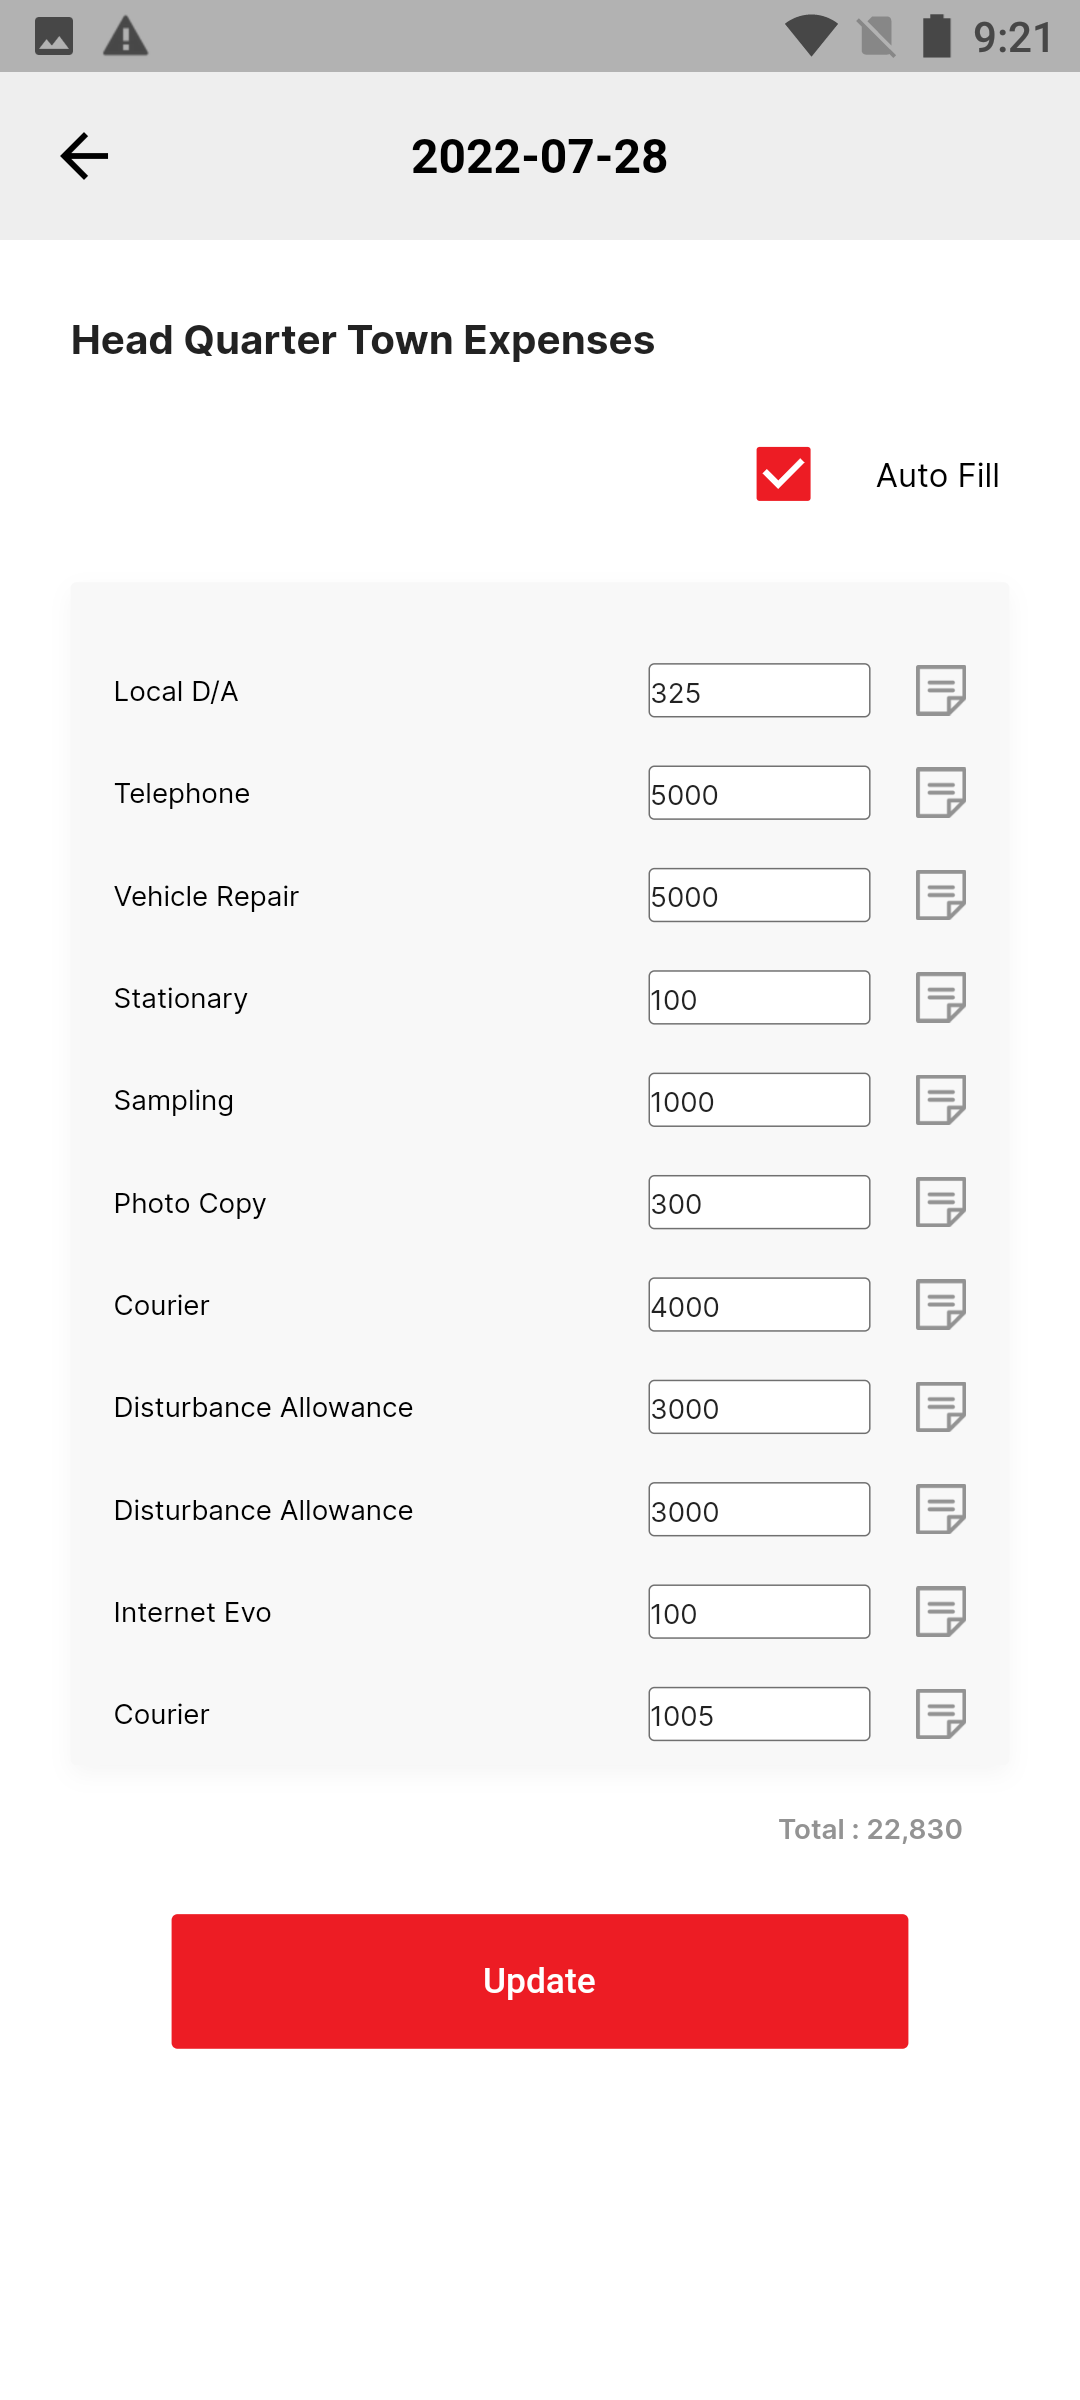 9:21
2022-07-28
Head Quarter Town Expenses
Auto Fill
Local D/A 325
Telephone 5000
Vehicle Repair 5000
Stationary 100
Sampling 1000
Photo Copy 300
Courier 4000
Disturbance Allowance 3000
Disturbance Allowance 3000
Internet Evo 100
Courier 1005
Total : 22,830
Update